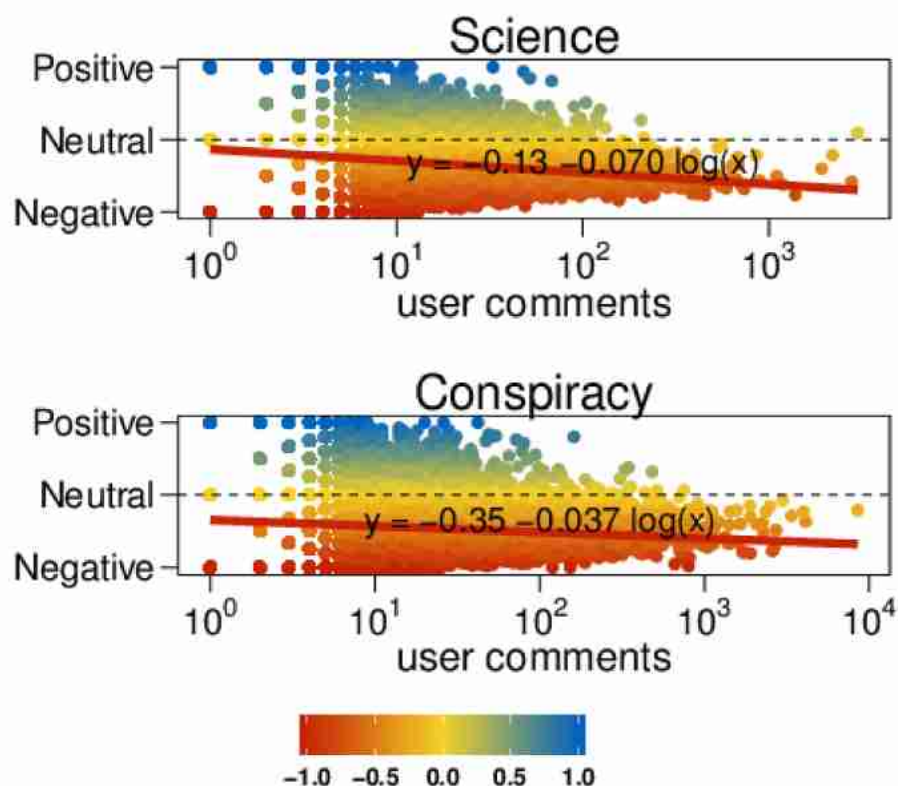 Science
Positive
Neutral
Negative
y = −0.13 −0.070 log(x)
10^0 10^1 10^2 10^3
user comments
Conspiracy
Positive
Neutral
Negative
y = −0.35 −0.037 log(x)
10^0 10^1 10^2 10^3 10^4
user comments
−1.0 −0.5 0.0 0.5 1.0